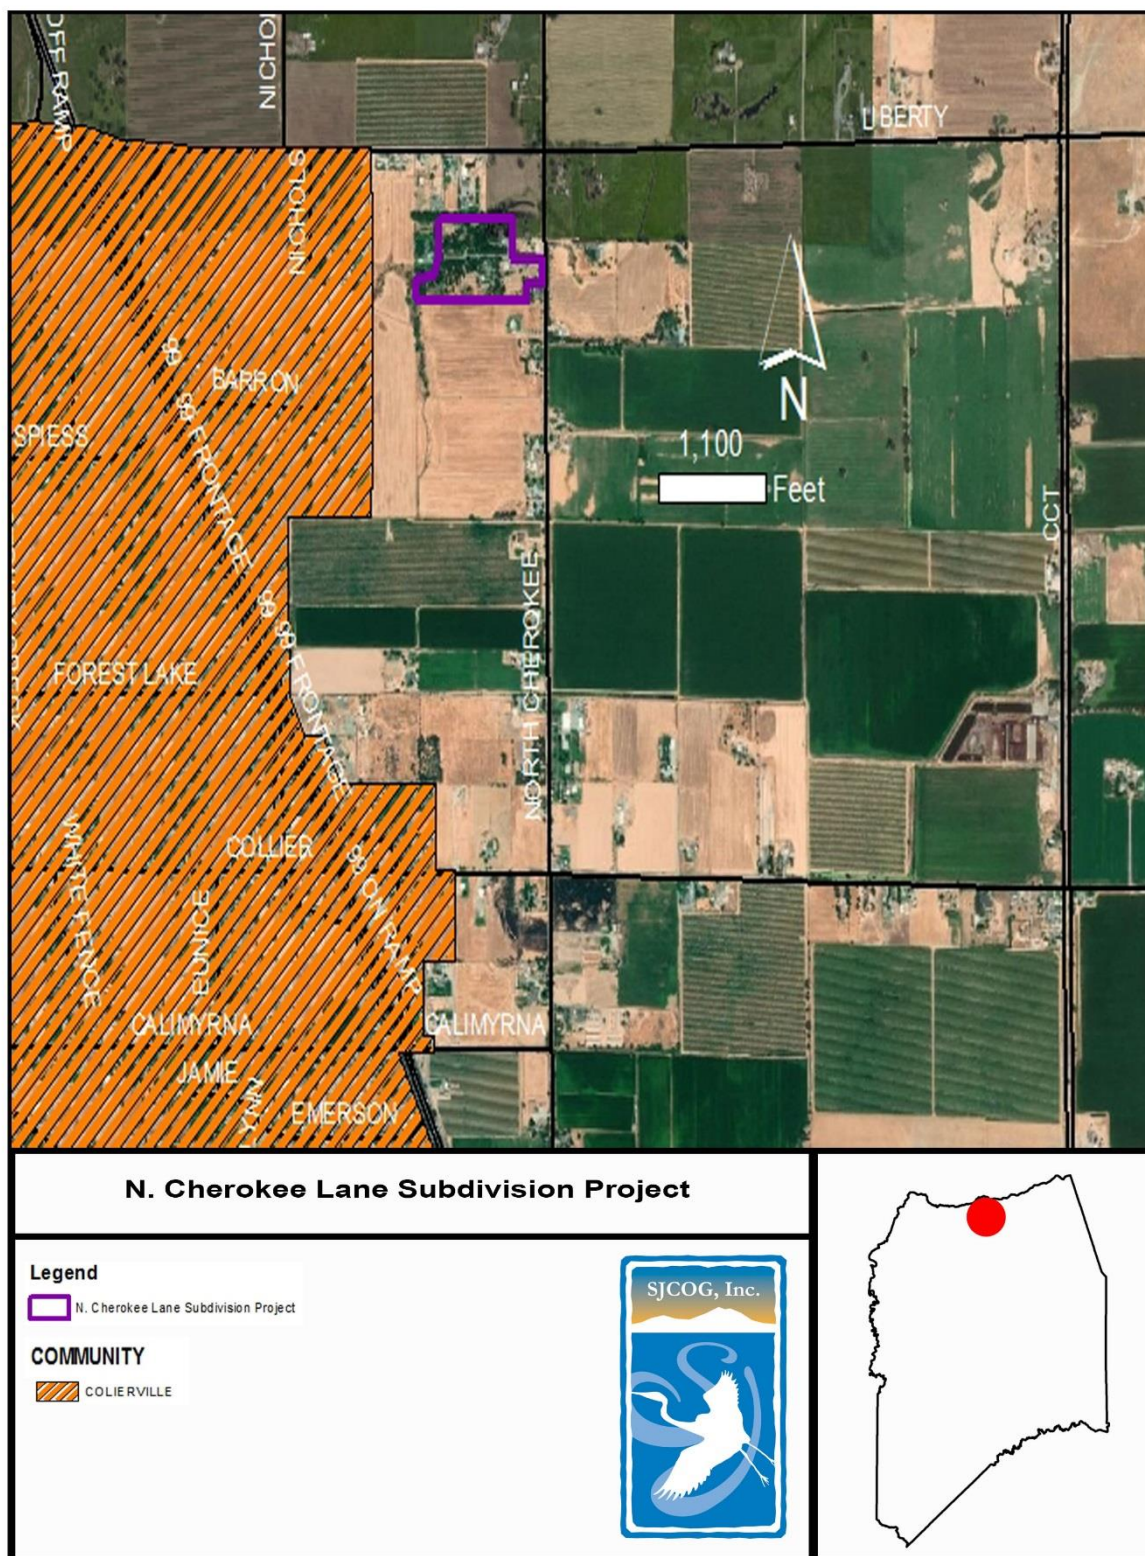 OFF RAMP
NICHOL
LIBERTY
NICHOLS
99
BARRON
SPIESS
99 FRONTAGE
N
1,100
Feet
CCT
NORTH CHEROKEE
99
99 FRONTAGE
FOREST LAKE
COLLIER
99 ON RAMP
WHITE FENCE
EUNICE
CALIMYRNA
CALIMYRNA
JAMIE
LYNN
EMERSON
N. Cherokee Lane Subdivision Project
Legend
N. Cherokee Lane Subdivision Project
COMMUNITY
COLIERVILLE
SJCOG, Inc.